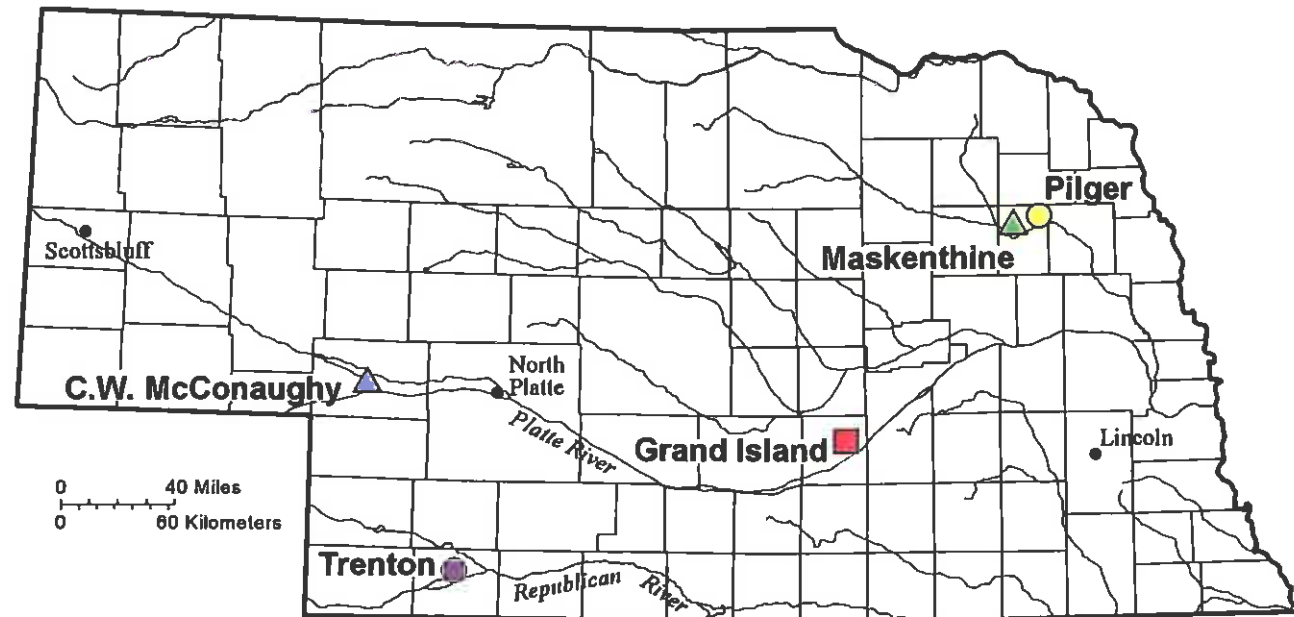 Pilger
Maskenthine
Scottsbluff
C.W. McConaughy
North
Platte
Platte River
Grand Island
Lincoln
0 40 Miles
0 60 Kilometers
Trenton
Republican River